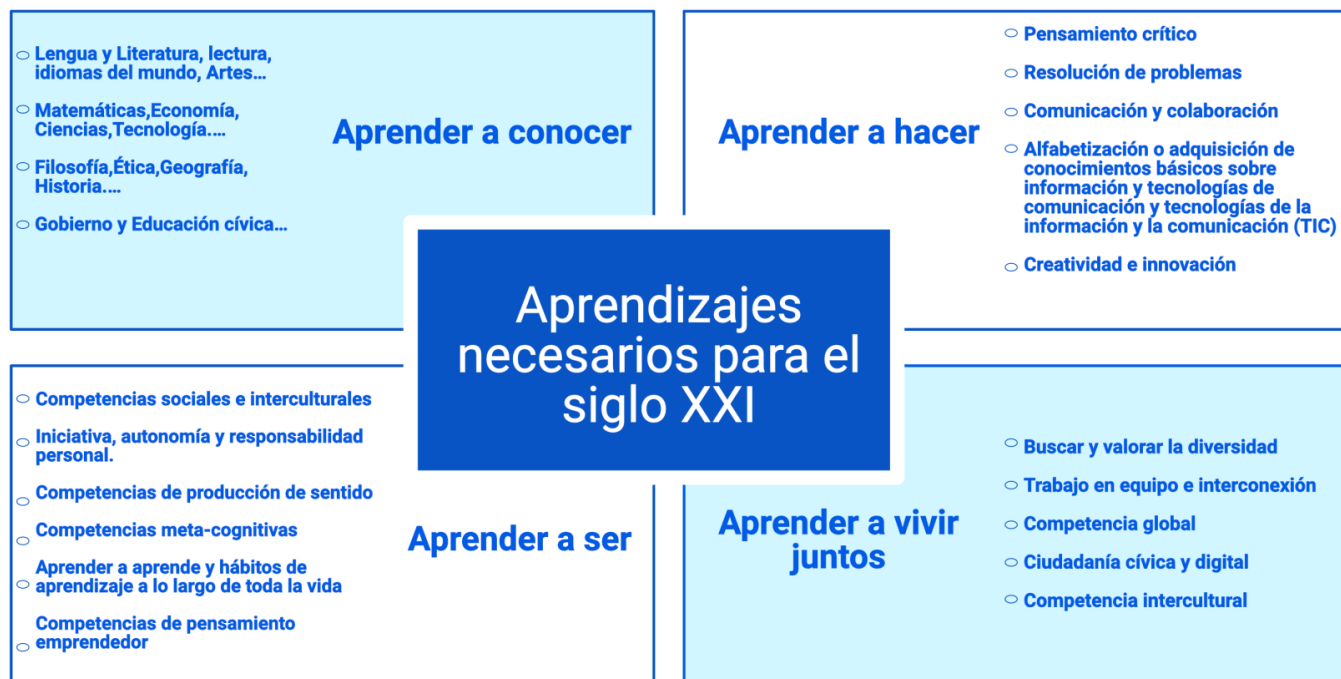 Lengua y Literatura, lectura,
idiomas del mundo, Artes...
Matemáticas,Economía,
Ciencias,Tecnología....
Filosofía,Ética,Geografía,
Historia....
Gobierno y Educación cívica...
Aprender a conocer
Aprender a hacer
Pensamiento crítico
Resolución de problemas
Comunicación y colaboración
Alfabetización o adquisición de
conocimientos básicos sobre
información y tecnologías de
comunicación y tecnologías de la
información y la comunicación (TIC)
Creatividad e innovación
Aprendizajes
necesarios para el
siglo XXI
Competencias sociales e interculturales
Iniciativa, autonomía y responsabilidad
personal.
Competencias de producción de sentido
Competencias meta-cognitivas
Aprender a aprende y hábitos de
aprendizaje a lo largo de toda la vida
Competencias de pensamiento
emprendedor
Aprender a ser
Aprender a vivir
juntos
Buscar y valorar la diversidad
Trabajo en equipo e interconexión
Competencia global
Ciudadanía cívica y digital
Competencia intercultural